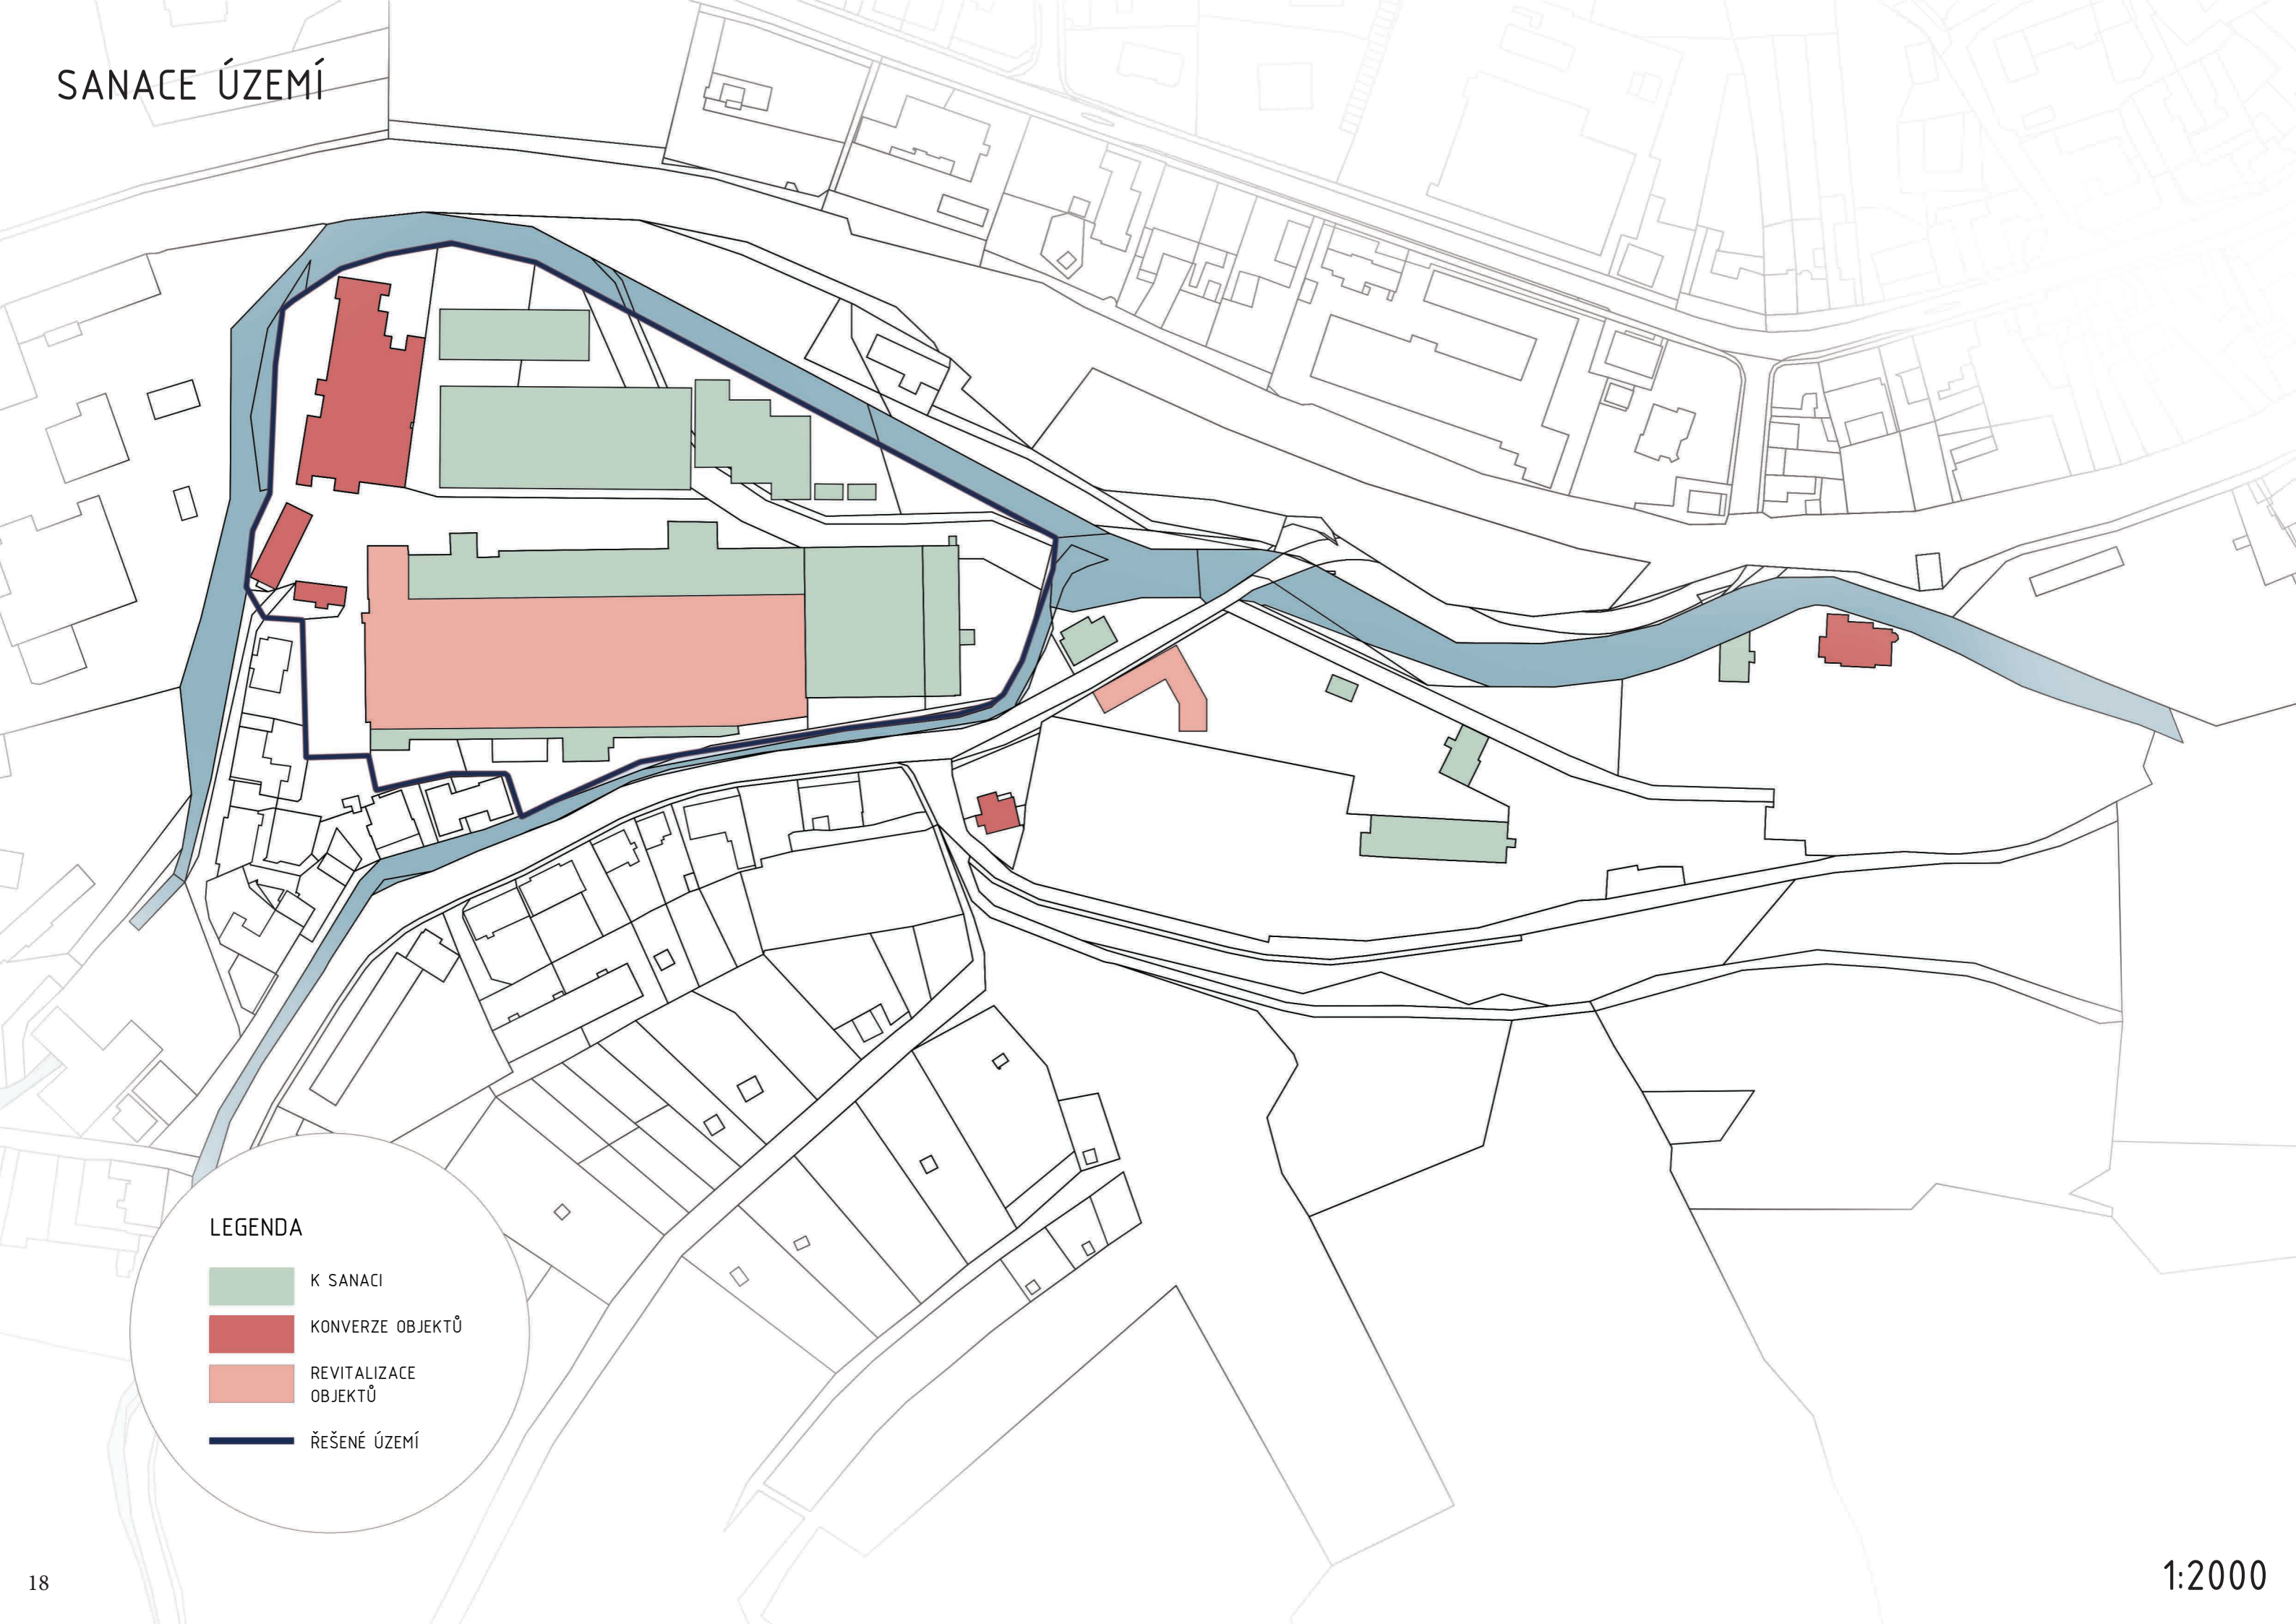 SANACE ÚZEMÍ
LEGENDA
K SANACI
KONVERZE OBJEKTŮ
REVITALIZACE
OBJEKTŮ
ŘEŠENÉ ÚZEMÍ
18
1:2000